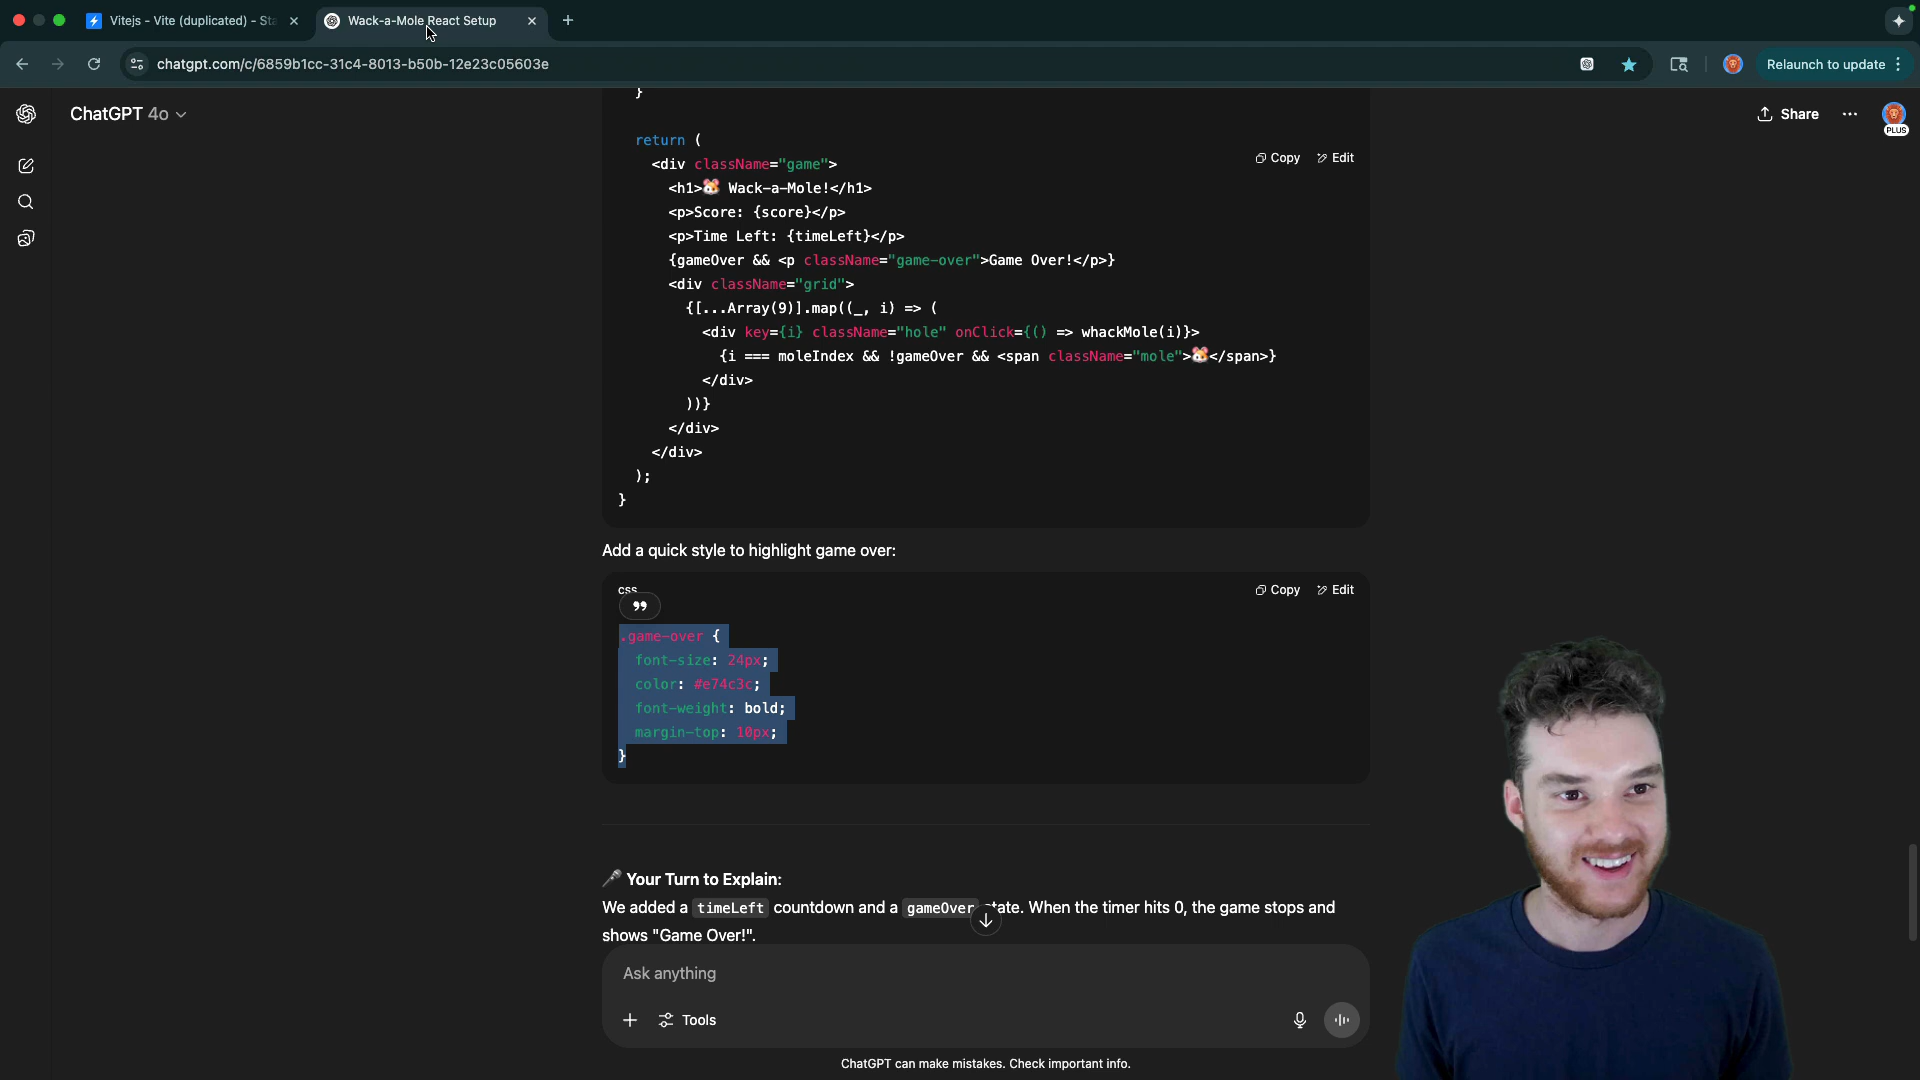 Vitejs - Vite (duplicated) - Sta
Wack-a-Mole React Setup
chatgpt.com/c/6859b1cc-31c4-8013-b50b-12e23c05603e
Relaunch to update
ChatGPT 4o
Share
PLUS
}
return (
<div className="game">
Copy
Edit
<h1>🐹 Wack-a-Mole!</h1>
<p>Score: {score}</p>
<p>Time Left: {timeLeft}</p>
{gameOver && <p className="game-over">Game Over!</p>}
<div className="grid">
{[...Array(9)].map((_, i) => (
<div key={i} className="hole" onClick={() => whackMole(i)}>
{i === moleIndex && !gameOver && <span className="mole">🐹</span>}
</div>
))}
</div>
</div>
);
}
Add a quick style to highlight game over:
css
Copy
Edit
.game-over {
font-size: 24px;
color: #e74c3c;
font-weight: bold;
margin-top: 10px;
}
🎤 Your Turn to Explain:
We added a timeLeft countdown and a gameOver state. When the timer hits 0, the game stops and
shows "Game Over!".
Ask anything
Tools
ChatGPT can make mistakes. Check important info.